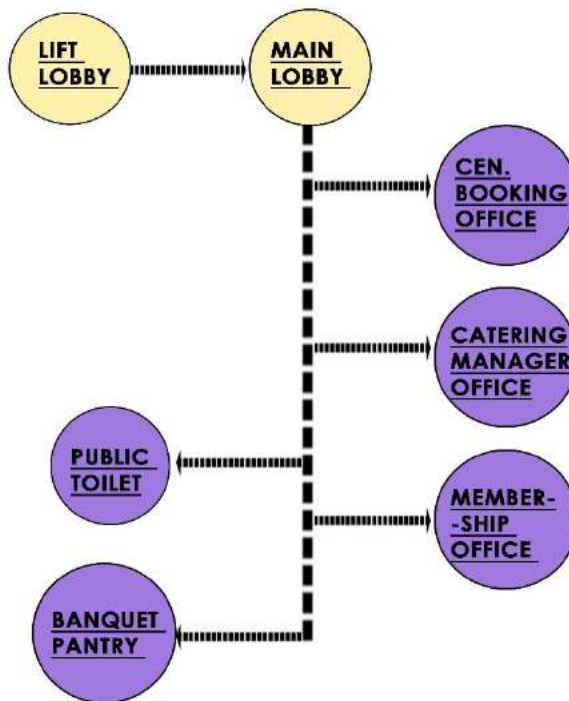 LIFT
LOBBY
MAIN
LOBBY
CEN.
BOOKING
OFFICE
CATERING
MANAGER
OFFICE
PUBLIC
TOILET
MEMBER-
-SHIP
OFFICE
BANQUET
PANTRY